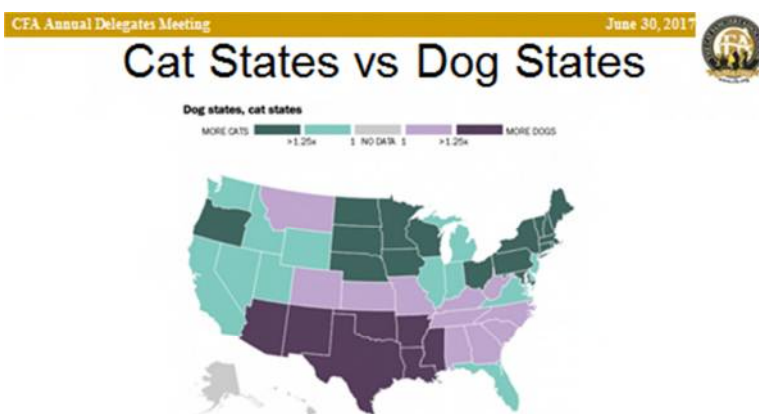 CFA Annual Delegates Meeting June 30, 2017
Cat States vs Dog States
Dog states, cat states
MORE CATS MORE DOGS
>1.25x 1 NO DATA 1 >1.25x